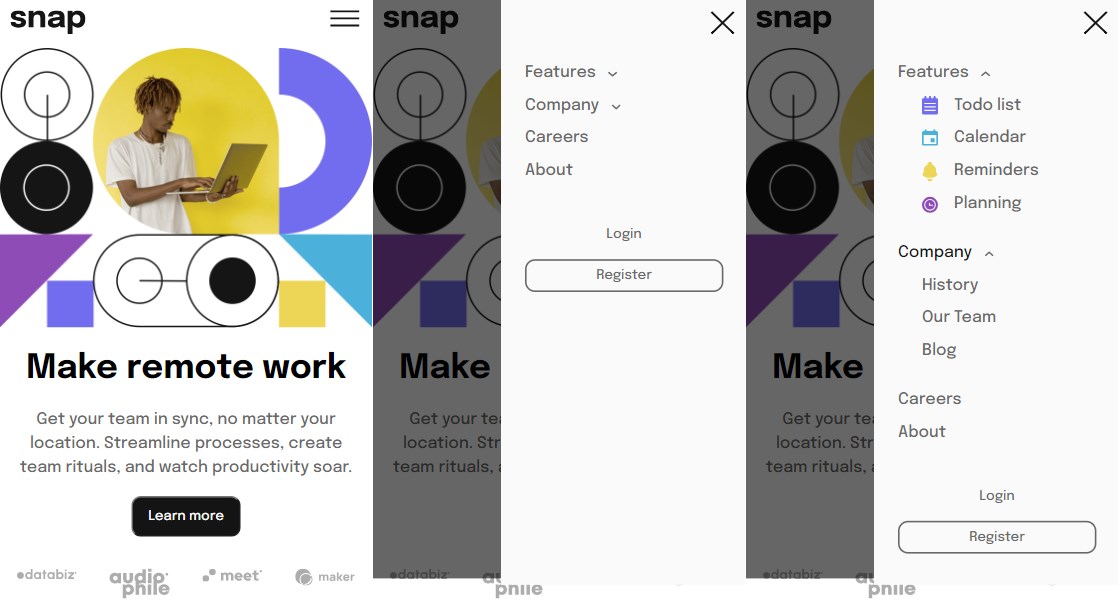 snap
Make remote work
Get your team in sync, no matter your
location. Streamline processes, create
team rituals, and watch productivity soar.
Learn more
databiz
audiophile
meet
maker
snap
Make
Get your te
location. Str
team rituals, a
databiz
Features
Company
Careers
About
Login
Register
snap
Make
Get your te
location. Str
team rituals, a
databiz
Features
Todo list
Calendar
Reminders
Planning
Company
History
Our Team
Blog
Careers
About
Login
Register